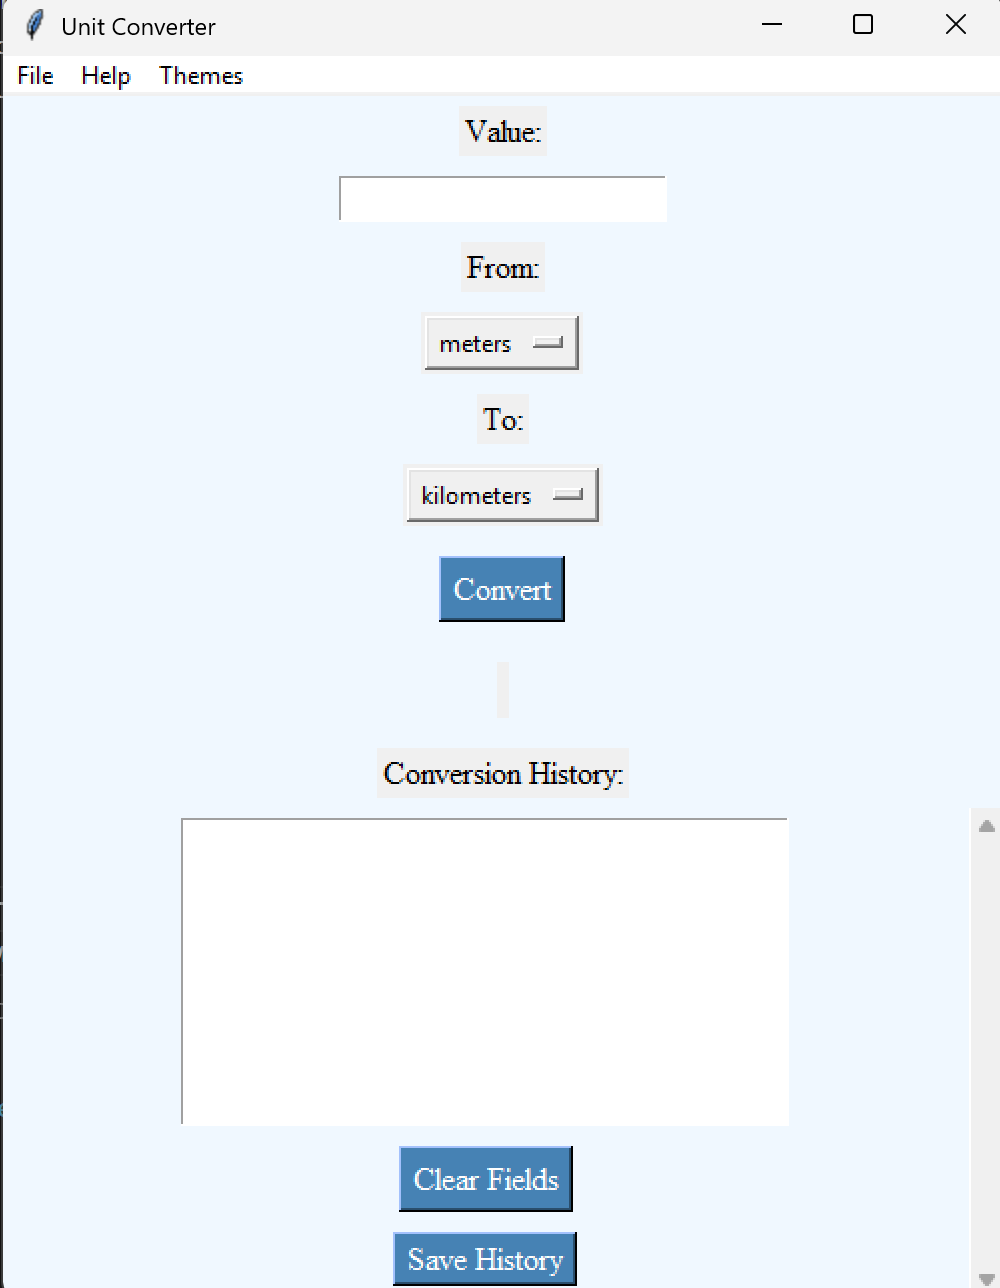 Unit Converter
File Help Themes
Value:
From:
meters
To:
kilometers
Convert
Conversion History:
Clear Fields
Save History